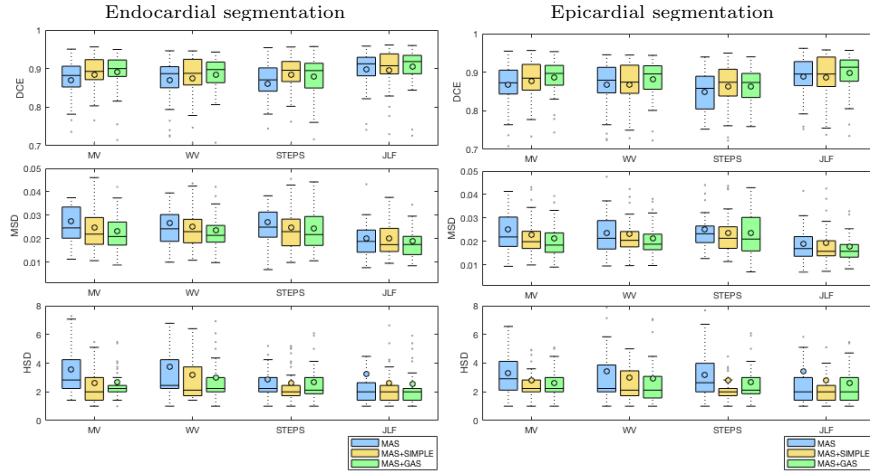 Endocardial segmentation
Epicardial segmentation
1
0.9
0.8
0.7
DCE
MV WV STEPS JLF
1
0.9
0.8
0.7
DCE
MV WV STEPS JLF
0.05
0.04
0.03
0.02
0.01
MSD
MV WV STEPS JLF
0.05
0.04
0.03
0.02
0.01
MSD
MV WV STEPS JLF
8
6
4
2
0
HSD
MV WV STEPS JLF
8
6
4
2
0
HSD
MV WV STEPS JLF
MAS
MAS+SIMPLE
MAS+GAS
MAS
MAS+SIMPLE
MAS+GAS